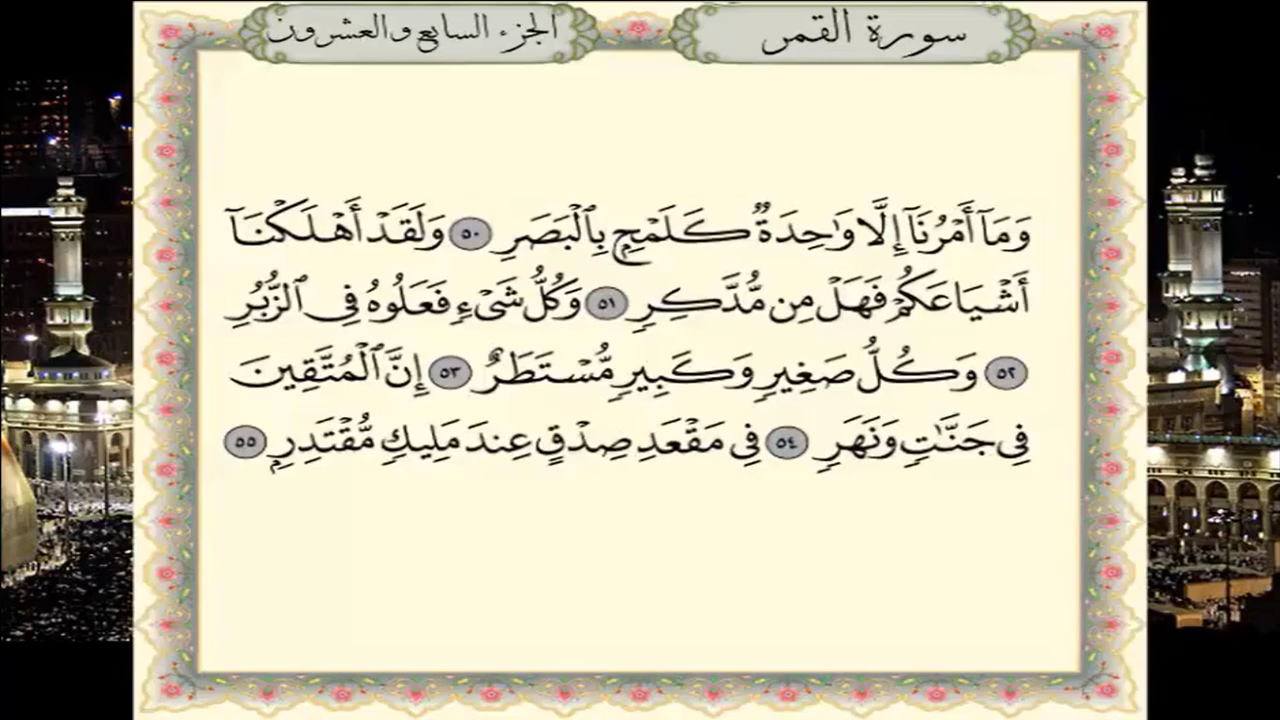 سورة القمر
الجزء السابع والعشرون
وَمَآ أَمْرُنَآ إِلَّا وَٰحِدَةٌ كَلَمْحٍۭ بِٱلْبَصَرِ ٥٠ وَلَقَدْ أَهْلَكْنَآ
أَشْيَاعَكُمْ فَهَلْ مِن مُّدَّكِرٍ ٥١ وَكُلُّ شَىْءٍ فَعَلُوهُ فِى ٱلزُّبُرِ
٥٢ وَكُلُّ صَغِيرٍ وَكَبِيرٍ مُّسْتَطَرٌ ٥٣ إِنَّ ٱلْمُتَّقِينَ
فِى جَنَّٰتٍ وَنَهَرٍ ٥٤ فِى مَقْعَدِ صِدْقٍ عِندَ مَلِيكٍ مُّقْتَدِرٍۭ ٥٥